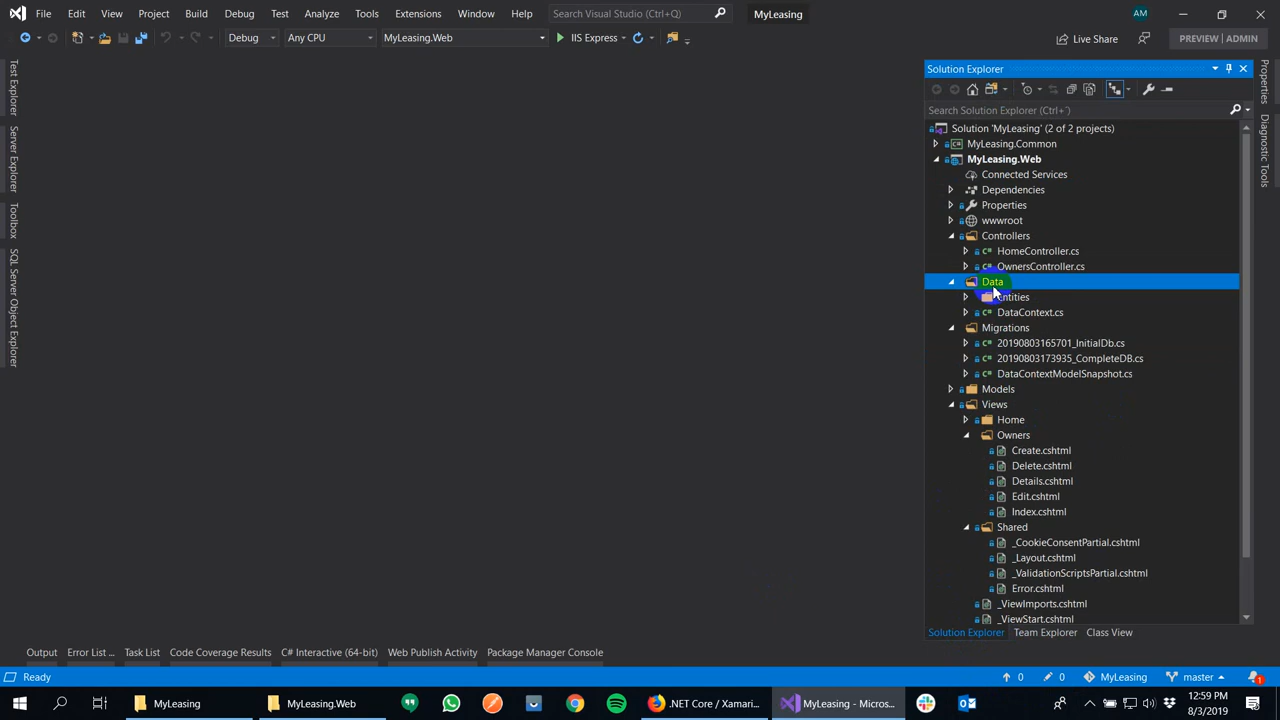 File Edit View Project Build Debug Test Analyze Tools Extensions Window Help Search Visual Studio (Ctrl+Q) MyLeasing AM
Debug Any CPU MyLeasing.Web IIS Express Live Share PREVIEW | ADMIN
Test Explorer
Server Explorer
Toolbox
SQL Server Object Explorer
Solution Explorer
Search Solution Explorer (Ctrl+´)
Solution 'MyLeasing' (2 of 2 projects)
MyLeasing.Common
MyLeasing.Web
Connected Services
Dependencies
Properties
wwwroot
Controllers
HomeController.cs
OwnersController.cs
Data
Entities
DataContext.cs
Migrations
20190803165701_InitialDb.cs
20190803173935_CompleteDB.cs
DataContextModelSnapshot.cs
Models
Views
Home
Owners
Create.cshtml
Delete.cshtml
Details.cshtml
Edit.cshtml
Index.cshtml
Shared
_CookieConsentPartial.cshtml
_Layout.cshtml
_ValidationScriptsPartial.cshtml
Error.cshtml
_ViewImports.cshtml
_ViewStart.cshtml
Solution Explorer Team Explorer Class View
Properties
Diagnostic Tools
Output Error List ... Task List Code Coverage Results C# Interactive (64-bit) Web Publish Activity Package Manager Console
Ready 0 0 MyLeasing master 1
MyLeasing MyLeasing.Web .NET Core / Xamari... MyLeasing - Micros... 12:59 PM
8/3/2019